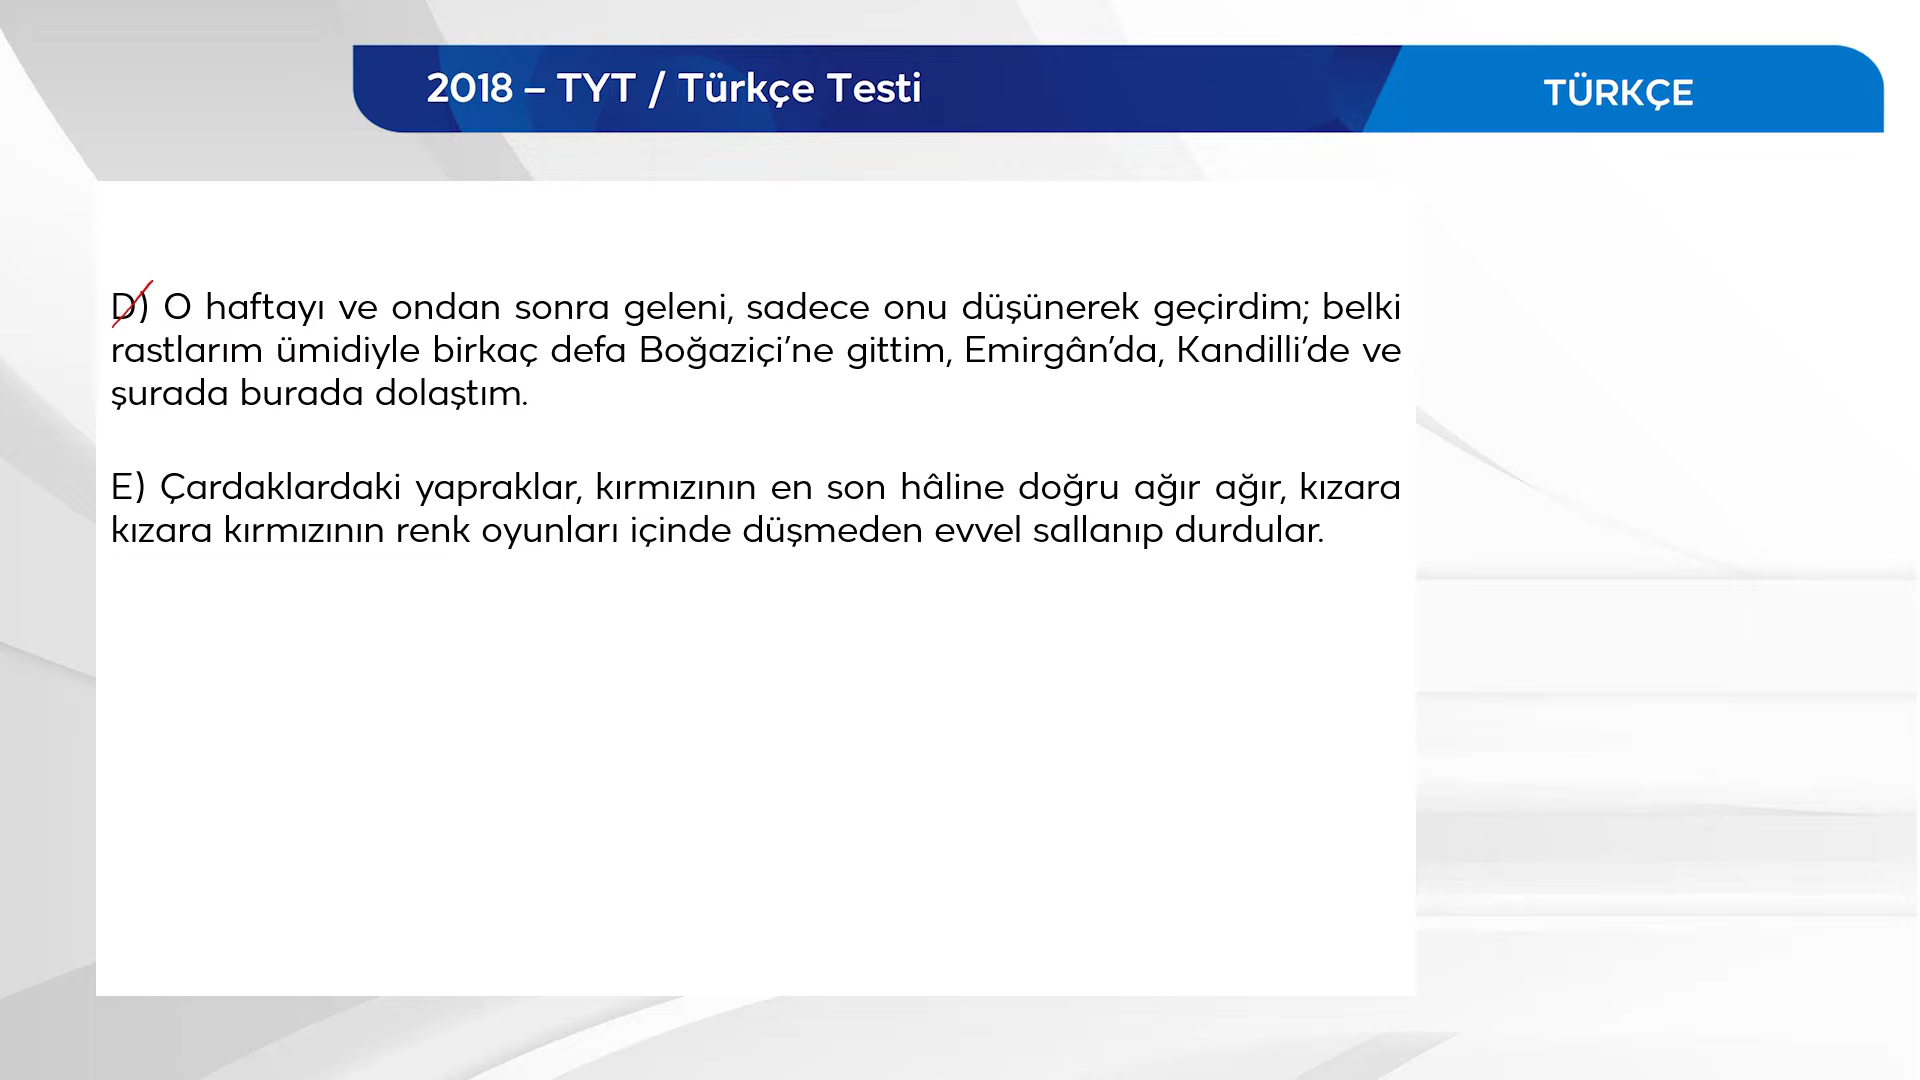 2018 – TYT / Türkçe Testi
TÜRKÇE
D) O haftayı ve ondan sonra geleni, sadece onu düşünerek geçirdim; belki
rastlarım ümidiyle birkaç defa Boğaziçi’ne gittim, Emirgân’da, Kandilli’de ve
şurada burada dolaştım.
E) Çardaklardaki yapraklar, kırmızının en son hâline doğru ağır ağır, kızara
kızara kırmızının renk oyunları içinde düşmeden evvel sallanıp durdular.